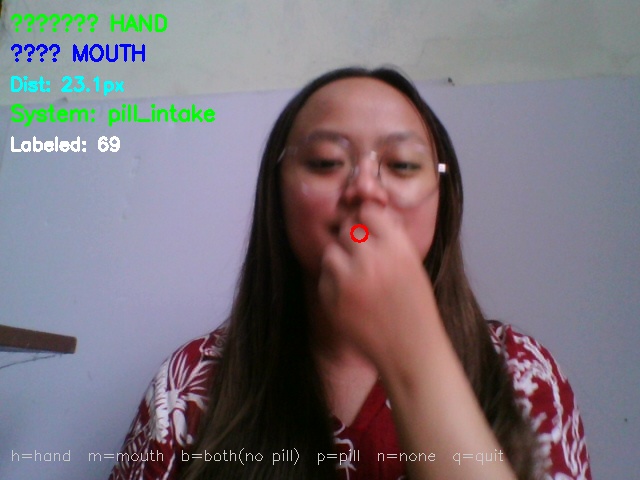 ??????? HAND
???? MOUTH
Dist: 23.1px
System: pill_intake
Labeled: 69
h=hand m=mouth b=both(no pill) p=pill n=none q=quit